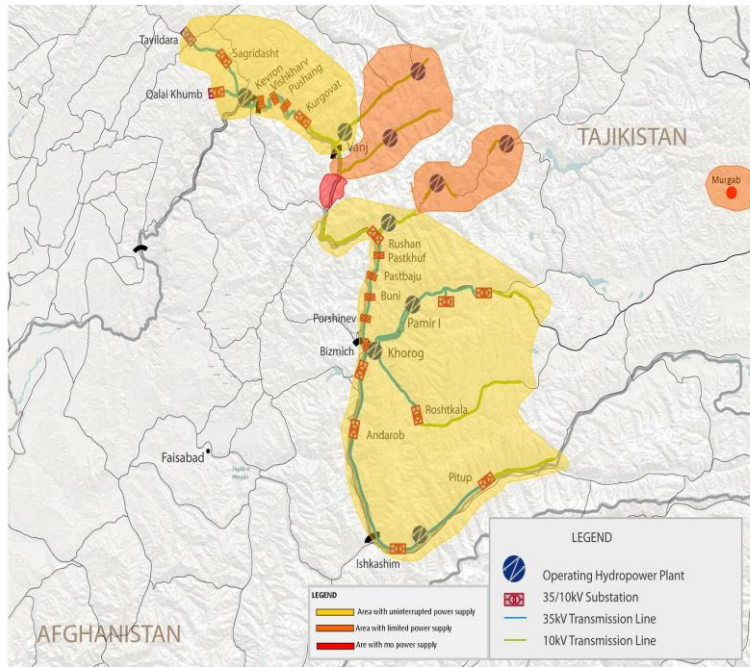 Tavildara
Sagridasht
Qalai Khumb
Kevron
Vishkharv
Pushang
Kurgovat
Vanj
TAJIKISTAN
Murgab
Rushan
Pastkhuf
Pastbaju
Buni
Porshinev
Pamir I
Bizmich
Khorog
Roshtkala
Andarob
Faisabad
Pitup
Ishkashim
AFGHANISTAN
LEGEND
Area with uninterrupted power supply
Area with limited power supply
Are with mo power supply
LEGEND
Operating Hydropower Plant
35/10kV Substation
35kV Transmission Line
10kV Transmission Line